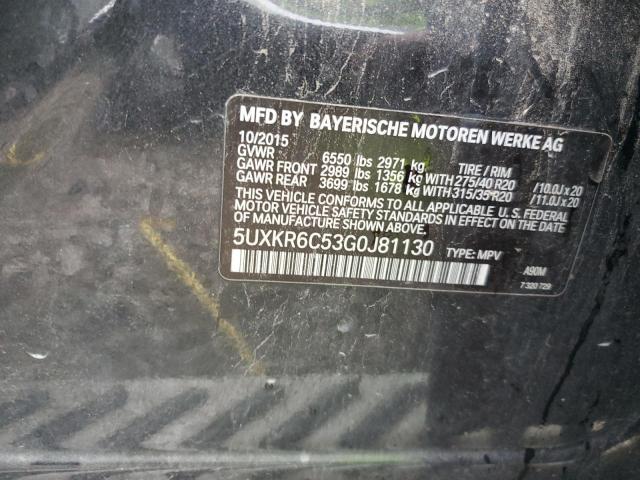 MFD BY BAYERISCHE MOTOREN WERKE AG
10/2015
GVWR 6550 lbs 2971 kg TIRE / RIM
GAWR FRONT 2989 lbs 1356 kg WITH 275/40 R20 /10.0J x 20
GAWR REAR 3699 lbs 1678 kg WITH 315/35 R20 /11.0J x 20
THIS VEHICLE CONFORMS TO ALL APPLICABLE U.S. FEDERAL
MOTOR VEHICLE SAFETY STANDARDS IN EFFECT ON THE DATE
OF MANUFACTURE SHOWN ABOVE.
5UXKR6C53G0J81130 TYPE: MPV
A90M
7 320 729